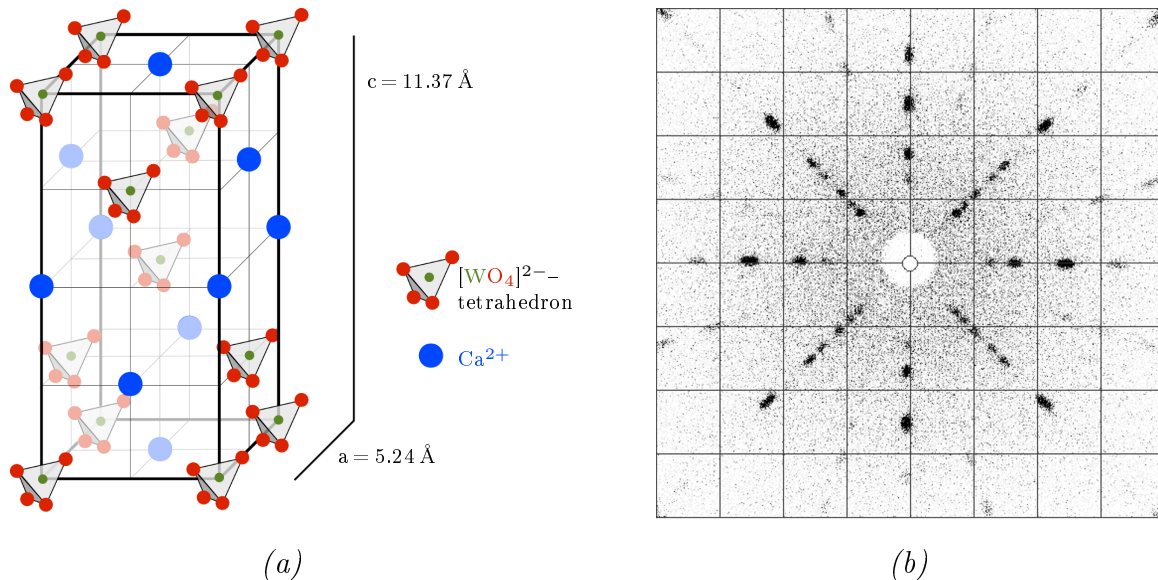 c = 11.37 Å
[WO₄]²⁻–
tetrahedron
Ca²⁺
a = 5.24 Å
(a)
(b)